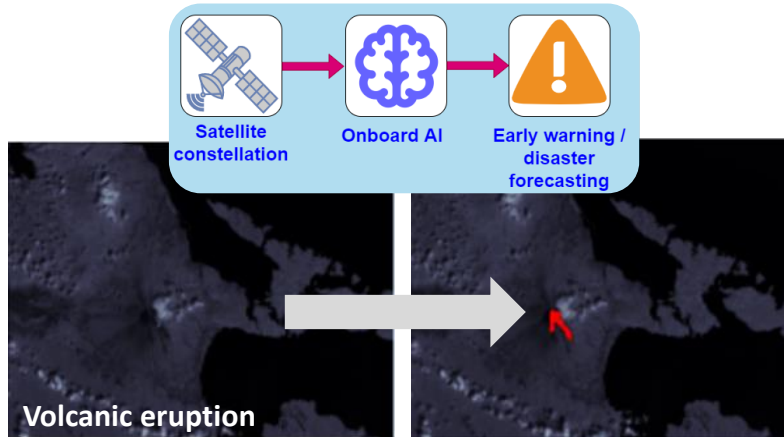 Satellite
constellation
Onboard AI
Early warning /
disaster
forecasting
Volcanic eruption